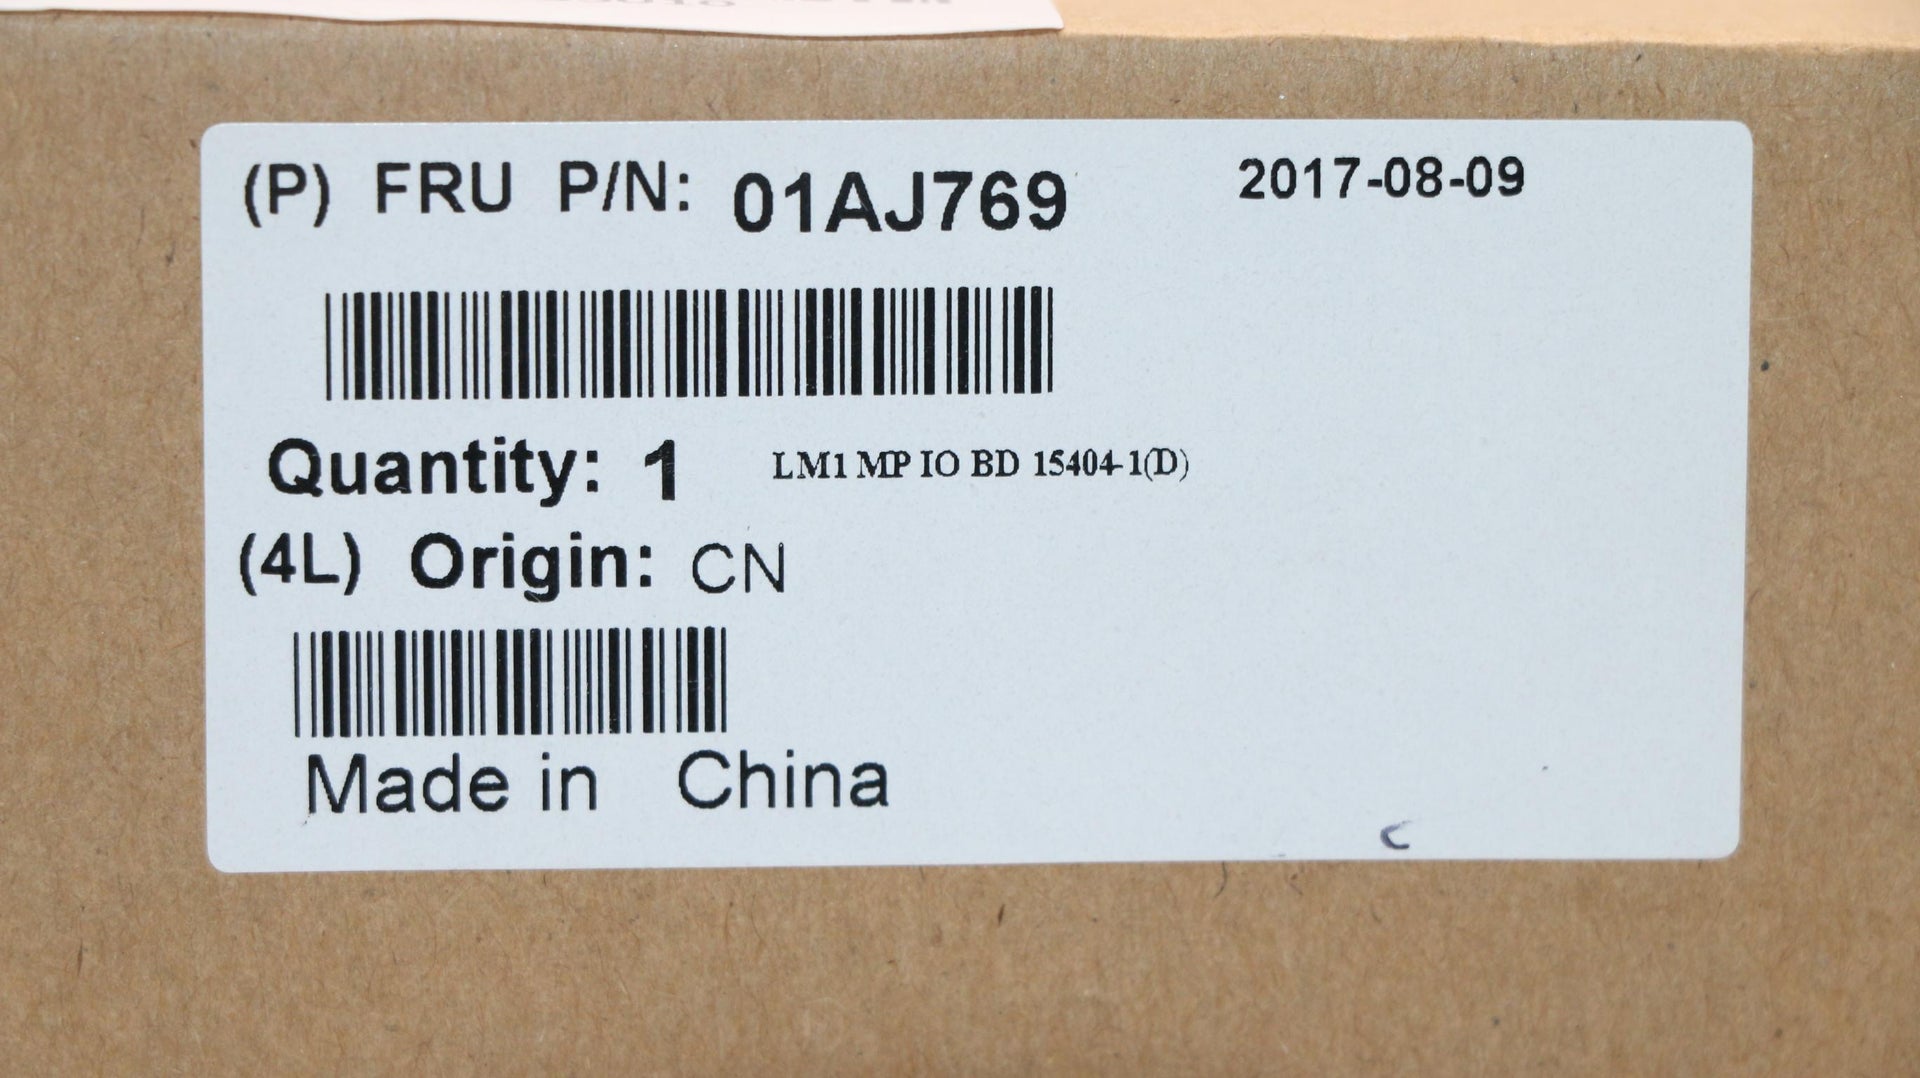 (P) FRU P/N: 01AJ769 2017-08-09
Quantity: 1 LM1 MP IO BD 15404-1(D)
(4L) Origin: CN
Made in China